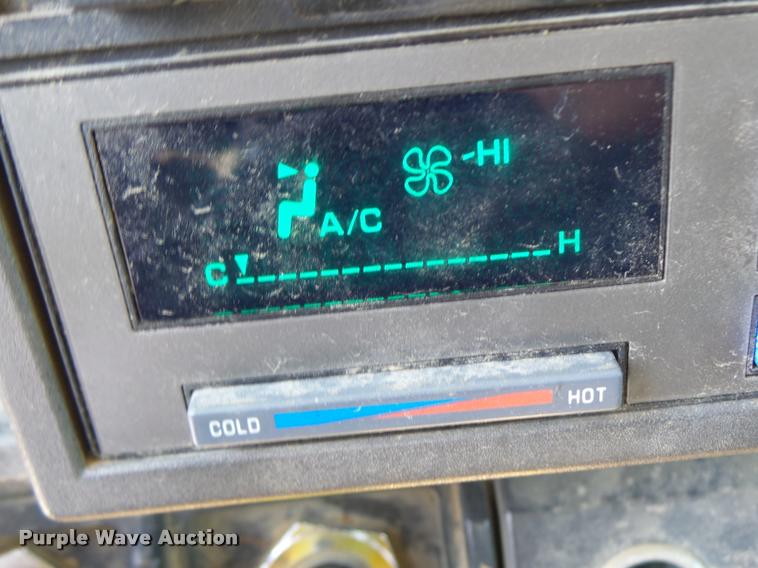 -HI
A/C
C H
COLD HOT
Purple Wave Auction